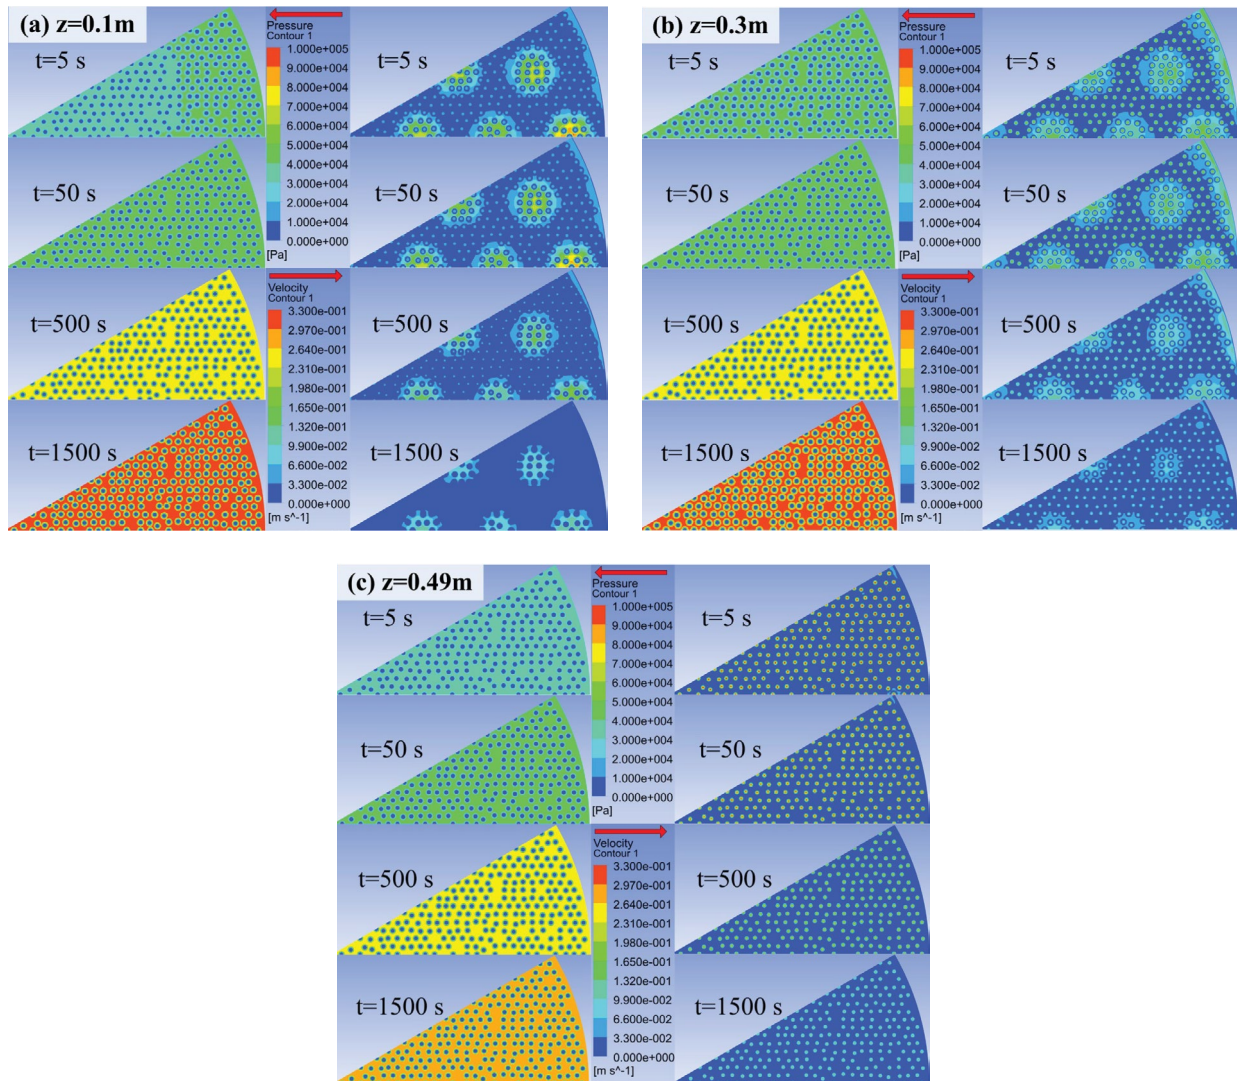 (a) z=0.1m
t=5 s
t=50 s
t=500 s
t=1500 s
Pressure
Contour 1
1.000e+005
9.000e+004
8.000e+004
7.000e+004
6.000e+004
5.000e+004
4.000e+004
3.000e+004
2.000e+004
1.000e+004
0.000e+000
[Pa]
Velocity
Contour 1
3.300e-001
2.970e-001
2.640e-001
2.310e-001
1.980e-001
1.650e-001
1.320e-001
9.900e-002
6.600e-002
3.300e-002
0.000e+000
[m s^-1]
t=5 s
t=50 s
t=500 s
t=1500 s
(b) z=0.3m
t=5 s
t=50 s
t=500 s
t=1500 s
Pressure
Contour 1
1.000e+005
9.000e+004
8.000e+004
7.000e+004
6.000e+004
5.000e+004
4.000e+004
3.000e+004
2.000e+004
1.000e+004
0.000e+000
[Pa]
Velocity
Contour 1
3.300e-001
2.970e-001
2.640e-001
2.310e-001
1.980e-001
1.650e-001
1.320e-001
9.900e-002
6.600e-002
3.300e-002
0.000e+000
[m s^-1]
t=5 s
t=50 s
t=500 s
t=1500 s
(c) z=0.49m
t=5 s
t=50 s
t=500 s
t=1500 s
Pressure
Contour 1
1.000e+005
9.000e+004
8.000e+004
7.000e+004
6.000e+004
5.000e+004
4.000e+004
3.000e+004
2.000e+004
1.000e+004
0.000e+000
[Pa]
Velocity
Contour 1
3.300e-001
2.970e-001
2.640e-001
2.310e-001
1.980e-001
1.650e-001
1.320e-001
9.900e-002
6.600e-002
3.300e-002
0.000e+000
[m s^-1]
t=5 s
t=50 s
t=500 s
t=1500 s